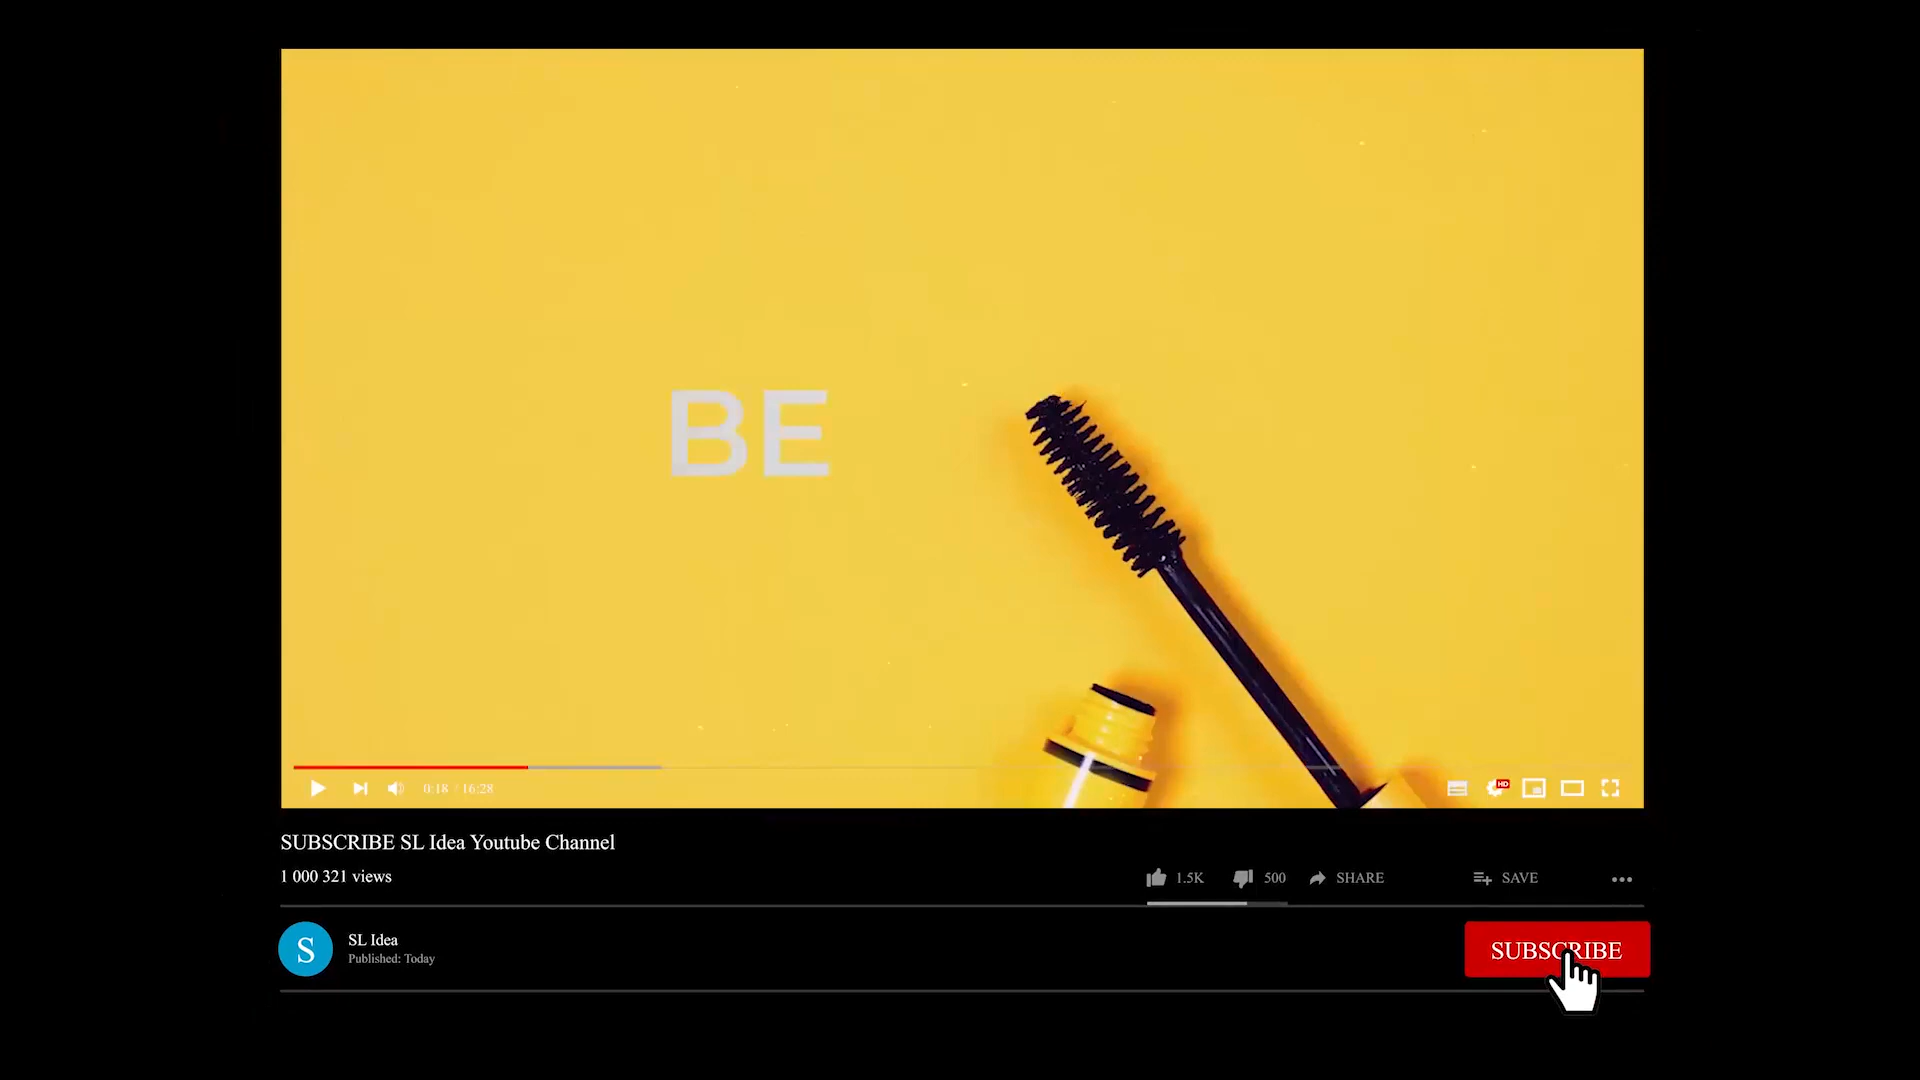 BE
0:18 / 16:28
HD
SUBSCRIBE SL Idea Youtube Channel
1 000 321 views
1.5K
500
SHARE
SAVE
S
SL Idea
Published: Today
SUBSCRIBE